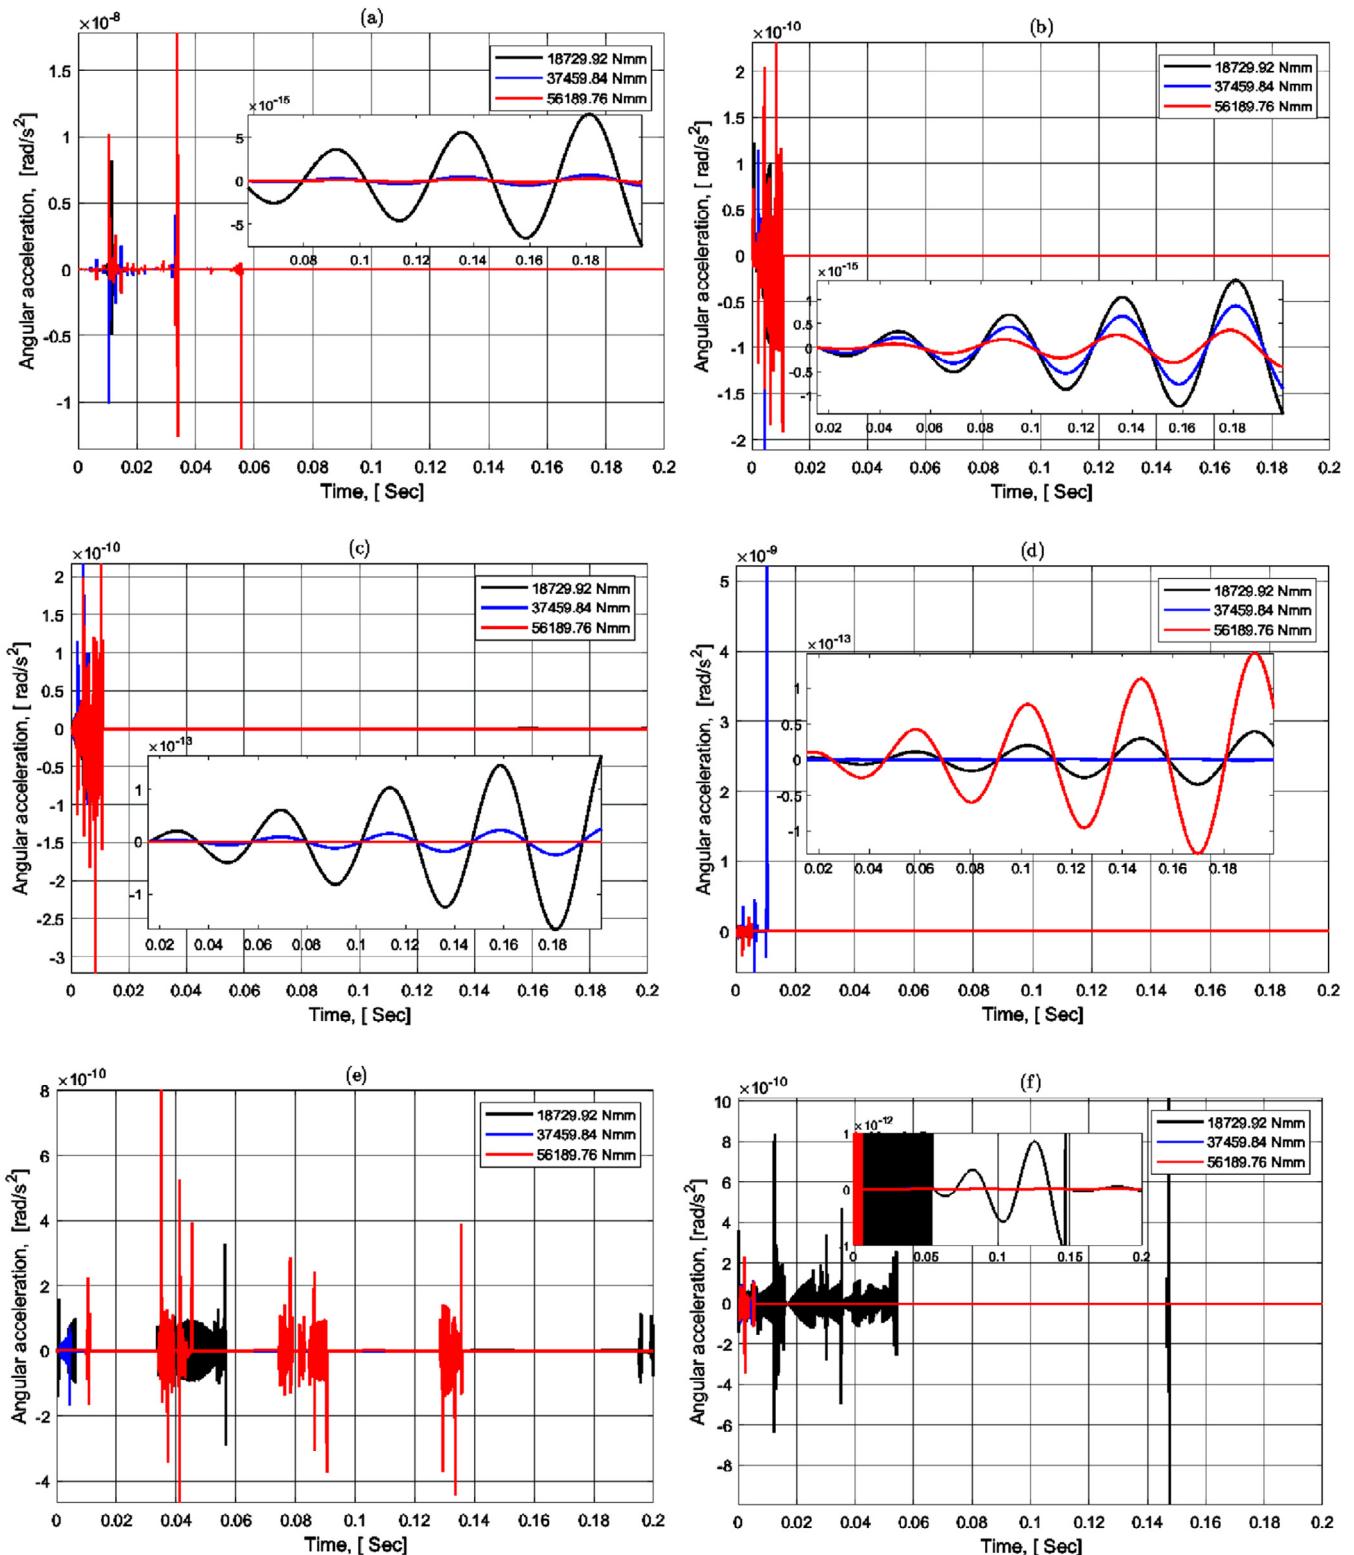 (a)
×10^-8
1.5
1
0.5
0
-0.5
-1
Angular acceleration, [rad/s^2]
18729.92 Nmm
37459.84 Nmm
56189.76 Nmm
×10^-15
5
0
-5
0.08 0.1 0.12 0.14 0.16 0.18
0 0.02 0.04 0.06 0.08 0.1 0.12 0.14 0.16 0.18 0.2
Time, [ Sec]
(b)
×10^-10
2
1.5
1
0.5
0
-0.5
-1
-1.5
-2
Angular acceleration, [ rad/s^2]
18729.92 Nmm
37459.84 Nmm
56189.76 Nmm
×10^-15
1
0.5
0
-0.5
-1
0.02 0.04 0.06 0.08 0.1 0.12 0.14 0.16 0.18
0 0.02 0.04 0.06 0.08 0.1 0.12 0.14 0.16 0.18 0.2
Time, [ Sec]
(c)
×10^-10
2
1.5
1
0.5
0
-0.5
-1
-1.5
-2
-2.5
-3
Angular acceleration, [ rad/s^2]
18729.92 Nmm
37459.84 Nmm
56189.76 Nmm
×10^-13
1
0
-1
0.02 0.04 0.06 0.08 0.1 0.12 0.14 0.16 0.18
0 0.02 0.04 0.06 0.08 0.1 0.12 0.14 0.16 0.18 0.2
Time, [ Sec]
(d)
×10^-9
5
4
3
2
1
0
Angular acceleration, [rad/s^2]
18729.92 Nmm
37459.84 Nmm
56189.76 Nmm
×10^-13
1
0.5
0
-0.5
-1
0.02 0.04 0.06 0.08 0.1 0.12 0.14 0.16 0.18
0 0.02 0.04 0.06 0.08 0.1 0.12 0.14 0.16 0.18 0.2
Time, [ Sec]
(e)
×10^-10
8
6
4
2
0
-2
-4
Angular acceleration, [rad/s^2]
18729.92 Nmm
37459.84 Nmm
56189.76 Nmm
0 0.02 0.04 0.06 0.08 0.1 0.12 0.14 0.16 0.18 0.2
Time, [ Sec]
(f)
×10^-10
10
8
6
4
2
0
-2
-4
-6
-8
Angular acceleration, [rad/s^2]
18729.92 Nmm
37459.84 Nmm
56189.76 Nmm
×10^-12
1
0
-1
0 0.05 0.1 0.15 0.2
0 0.02 0.04 0.06 0.08 0.1 0.12 0.14 0.16 0.18 0.2
Time, [ Sec]